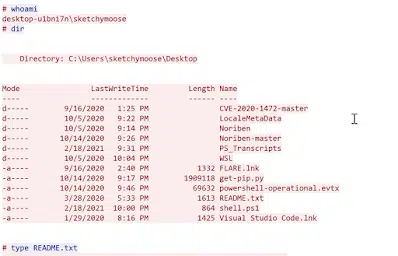 # whoami
desktop-u1bni7n\sketchymoose
# dir
Directory: C:\Users\sketchymoose\Desktop
Mode LastWriteTime Length Name
---- ------------- ------ ----
d----- 9/16/2020 1:25 PM CVE-2020-1472-master
d----- 10/5/2020 9:22 PM LocaleMetaData
d----- 10/5/2020 9:14 PM Noriben
d----- 10/14/2020 9:26 PM Noriben-master
d----- 2/18/2021 9:31 PM PS_Transcripts
d----- 10/5/2020 10:04 PM WSL
-a---- 9/16/2020 2:40 PM 1332 FLARE.lnk
-a---- 10/14/2020 9:17 PM 1909118 get-pip.py
-a---- 10/14/2020 9:46 PM 69632 powershell-operational.evtx
-a---- 3/28/2020 5:33 PM 1613 README.txt
-a---- 2/18/2021 10:00 PM 864 shell.ps1
-a---- 1/29/2020 8:16 PM 1425 Visual Studio Code.lnk
# type README.txt